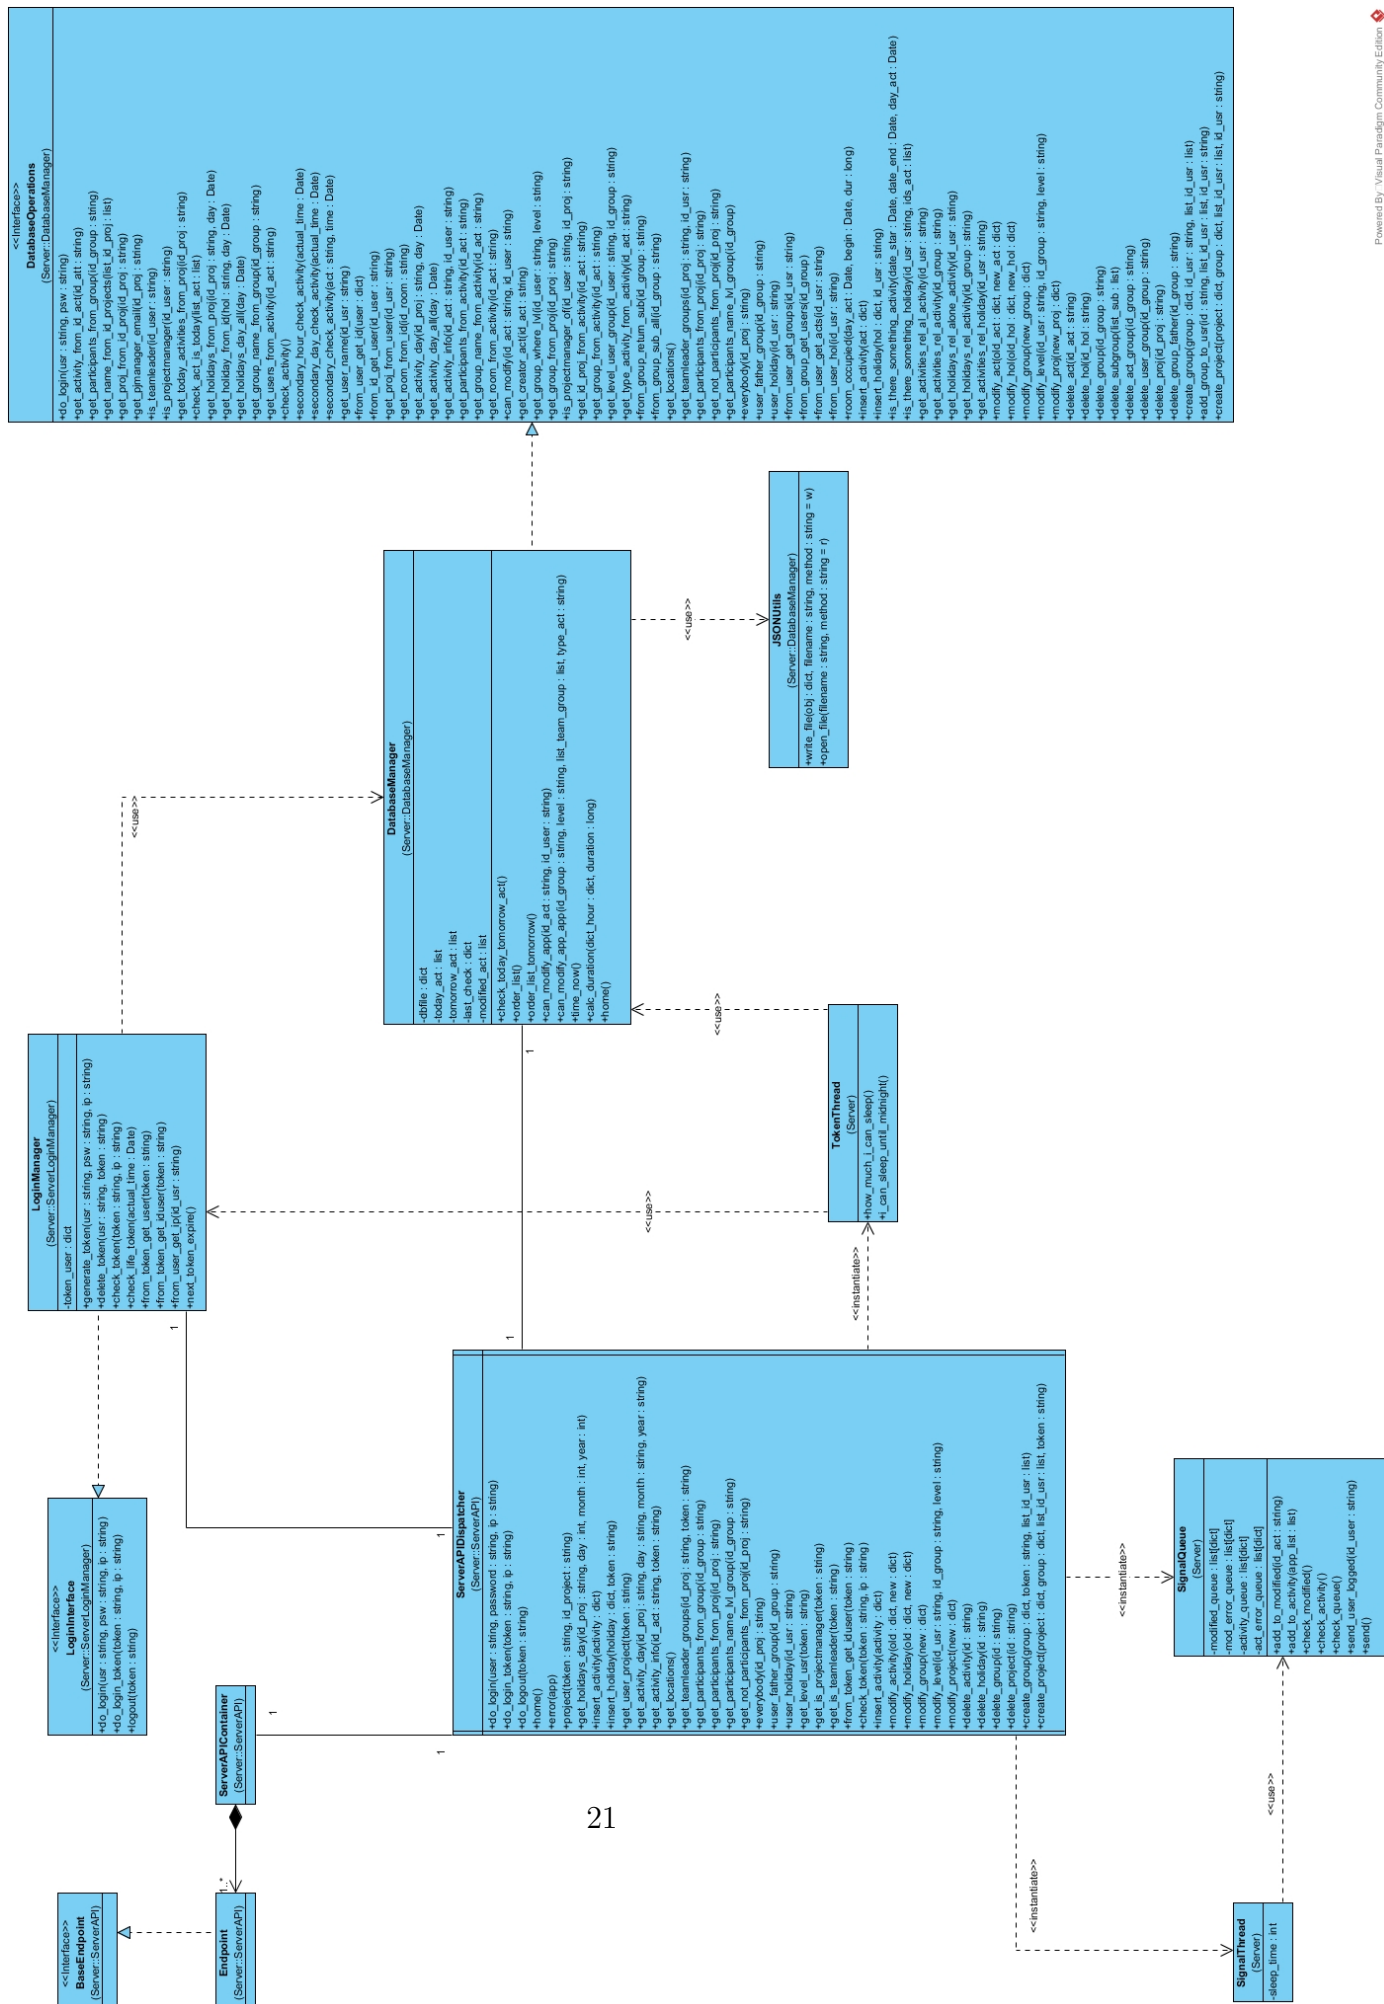 <<Interface>>
BaseEndpoint
(Server::ServerAPI)
Endpoint
(Server::ServerAPI)
1..*
ServerAPIContainer
(Server::ServerAPI)
1
1
<<Interface>>
LoginInterface
(Server::ServerLoginManager)
+do_login(usr : string, psw : string, ip : string)
+do_login_token(token : string, ip : string)
+logout(token : string)
LoginManager
(Server::ServerLoginManager)
-token_user : dict
+generate_token(usr : string, psw : string, ip : string)
+delete_token(usr : string, token : string)
+check_token(token : string, ip : string)
+check_life_token(actual_time : Date)
+from_token_get_user(token : string)
+from_token_get_iduser(token : string)
+from_user_get_ip(id_usr : string)
+next_token_expire()
1
1
<<use>>
<<Interface>>
DatabaseOperations
(Server::DatabaseManager)
+do_login(usr : string, psw : string)
+get_activity_from_id_act(id_att : string)
+get_participants_from_group(id_group : string)
+get_name_id_projects(list_id_proj : list)
+get_proj_from_id_proj(id_proj : string)
+get_pjmanager_email(id_proj : string)
+is_teamleader(id_user : string)
+is_projectmanager(id_user : string)
+get_today_activities_from_proj(id_proj : string)
+check_act_is_today(list_act : list)
+get_holidays_from_proj(id_proj : string, day : Date)
+get_holiday_from_id(hol : string, day : Date)
+get_holidays_day_all(day : Date)
+get_group_name_from_group(id_group : string)
+get_users_from_activity(id_act : string)
+check_activity()
+secondary_hour_check_activity(actual_time : Date)
+secondary_day_check_activity(actual_time : Date)
+secondary_check_activity(act : string, time : Date)
+get_user_name(id_usr : string)
+from_user_get_id(user : dict)
+from_id_get_user(id_user : string)
+get_proj_from_user(id_usr : string)
+get_room_from_id(id_room : string)
+get_activity_day(id_proj : string, day : Date)
+get_activity_day_all(day : Date)
+get_activity_info(id_act : string, id_user : string)
+get_participants_from_activity(id_act : string)
+get_group_name_from_activity(id_act : string)
+get_room_from_activity(id_act : string)
+can_modify(id_act : string, id_user : string)
+get_creator_act(id_act : string)
+get_group_where_lvl(id_user : string, level : string)
+get_group_proj(id_proj : string)
+is_projectmanager_of(id_user : string, id_proj : string)
+get_id_proj_from_activity(id_act : string)
+get_group_from_activity(id_act : string)
+get_level_user_group(id_user : string, id_group : string)
+get_type_activity_from_activity(id_act : string)
+from_group_return_sub(id_group : string)
+from_group_sub_all(id_group : string)
+get_locations()
+get_teamleader_groups(id_proj : string, id_usr : string)
+get_participants_from_proj(id_proj : string)
+get_not_participants_from_proj(id_proj : string)
+get_participants_name_lvl_group(id_group)
+everybody(id_proj : string)
+user_father_group(id_group : string)
+user_holiday(id_usr : string)
+from_user_get_groups(id_usr : string)
+from_group_get_users(id_group)
+from_user_get_acts(id_usr : string)
+from_user_hol(id_usr : string)
+room_occupied(day_act : Date, begin : Date, dur : long)
+insert_activity(act : dict)
+insert_holiday(hol : dict, id_usr : string)
+is_there_something_activity(date_star : Date, date_end : Date, day_act : Date)
+is_there_something_holiday(id_usr : string, ids_act : list)
+get_activities_rel_all_activity(id_usr : string)
+get_activities_rel_activity(id_group : string)
+get_holidays_rel_alone_activity(id_usr : string)
+get_holidays_rel_activity(id_group : string)
+get_activities_rel_holiday(id_usr : string)
+modify_act(old_act : dict, new_act : dict)
+modify_hol(old_hol : dict, new_hol : dict)
+modify_group(new_group : dict)
+modify_level(id_usr : string, id_group : string, level : string)
+modify_proj(new_proj : dict)
+delete_act(id_act : string)
+delete_hol(id_hol : string)
+delete_group(id_group : string)
+delete_subgroup(list_sub : list)
+delete_act_group(id_group : string)
+delete_user_group(id_group : string)
+delete_proj(id_proj : string)
+delete_group_father(id_group : string)
+create_group(group : dict, id_usr : string, list_id_usr : list)
+add_group_to_usr(id : string, list_id_usr : list, id_usr : string)
+create_project(project : dict, group : dict, list_id_usr : list, id_usr : string)
DatabaseManager
(Server::DatabaseManager)
-dbfile : dict
-today_act : list
-tomorrow_act : list
-last_check : dict
-modified_act : list
+check_today_tomorrow_act()
+order_list()
+order_list_tomorrow()
+can_modify_app(id_act : string, id_user : string)
+can_modify_app_app(id_group : string, level : string, list_team_group : list, type_act : string)
+time_now()
+calc_duration(dict_hour : dict, duration : long)
+home()
1
1
<<use>>
JSONUtils
(Server::DatabaseManager)
+write_file(obj : dict, filename : string, method : string = w)
+open_file(filename : string, method : string = r)
<<use>>
<<use>>
TokenThread
(Server)
+how_much_i_can_sleep()
+i_can_sleep_until_midnight()
<<instantiate>>
ServerAPIDispatcher
(Server::ServerAPI)
+do_login(user : string, password : string, ip : string)
+do_login_token(token : string, ip : string)
+do_logout(token : string)
+home()
+error(app)
+project(token : string, id_project : string)
+get_holidays_day(id_proj : string, day : int, month : int, year : int)
+insert_activity(activity : dict)
+insert_holiday(holiday : dict, token : string)
+get_user_project(token : string)
+get_activity_day(id_proj : string, day : string, month : string, year : string)
+get_activity_info(id_act : string, token : string)
+get_locations()
+get_teamleader_groups(id_proj : string, token : string)
+get_participants_from_group(id_group : string)
+get_participants_from_proj(id_proj : string)
+get_participants_name_lvl_group(id_group : string)
+get_not_participants_from_proj(id_proj : string)
+everybody(id_proj : string)
+user_father_group(id_group : string)
+user_holiday(id_usr : string)
+get_level_usr(token : string)
+get_is_projectmanager(token : string)
+get_is_teamleader(token : string)
+from_token_get_iduser(token : string)
+check_token(token : string, ip : string)
+insert_activity(activity : dict)
+modify_activity(old : dict, new : dict)
+modify_holiday(old : dict, new : dict)
+modify_group(new : dict)
+modify_level(id_usr : string, id_group : string, level : string)
+modify_project(new : dict)
+delete_activity(id : string)
+delete_holiday(id : string)
+delete_group(id : string)
+delete_project(id : string)
+create_group(group : dict, token : string, list_id_usr : list)
+create_project(project : dict, group : dict, list_id_usr : list, token : string)
<<instantiate>>
<<instantiate>>
SignalQueue
(Server)
-modified_queue : list[dict]
-mod_error_queue : list[dict]
-activity_queue : list[dict]
-act_error_queue : list[dict]
+add_to_modified(id_act : string)
+add_to_activity(app_list : list)
+check_modified()
+check_activity()
+check_queue()
+send_user_logged(id_user : string)
+send()
<<use>>
SignalThread
(Server)
-sleep_time : int
21
Powered By Visual Paradigm Community Edition